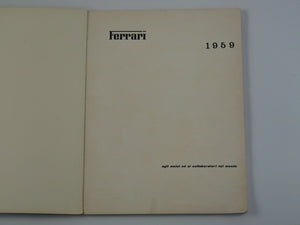 Ferrari
1959
agli amici ed ai collaboratori nel mondo